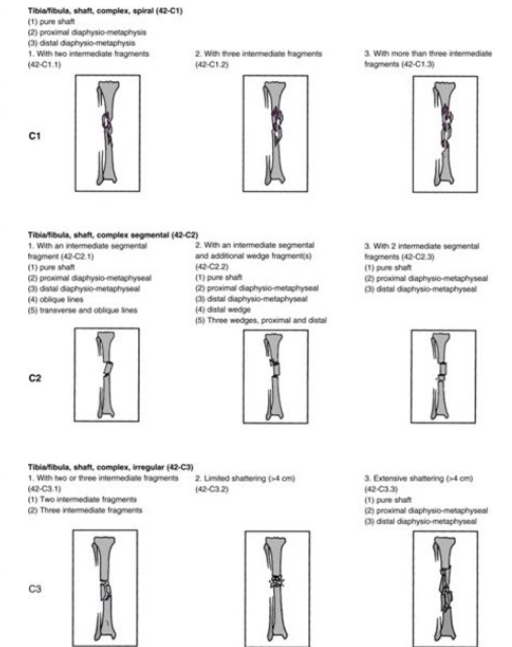 Tibia/fibula, shaft, complex, spiral (42-C1)
(1) pure shaft
(2) proximal diaphysio-metaphysis
(3) distal diaphysio-metaphysis
1. With two intermediate fragments
(42-C1.1)
2. With three intermediate fragments
(42-C1.2)
3. With more than three intermediate
fragments (42-C1.3)
C1
Tibia/fibula, shaft, complex segmental (42-C2)
1. With an intermediate segmental
fragment (42-C2.1)
(1) pure shaft
(2) proximal diaphysio-metaphyseal
(3) distal diaphysio-metaphyseal
(4) oblique lines
(5) transverse and oblique lines
2. With an intermediate segmental
and additional wedge fragment(s)
(42-C2.2)
(1) pure shaft
(2) proximal diaphysio-metaphyseal
(3) distal diaphysio-metaphyseal
(4) distal wedge
(5) Three wedges, proximal and distal
3. With 2 intermediate segmental
fragments (42-C2.3)
(1) pure shaft
(2) proximal diaphysio-metaphyseal
(3) distal diaphysio-metaphyseal
C2
Tibia/fibula, shaft, complex, irregular (42-C3)
1. With two or three intermediate fragments
(42-C3.1)
(1) Two intermediate fragments
(2) Three intermediate fragments
2. Limited shattering (>4 cm)
(42-C3.2)
3. Extensive shattering (>4 cm)
(42-C3.3)
(1) pure shaft
(2) proximal diaphysio-metaphyseal
(3) distal diaphysio-metaphyseal
C3